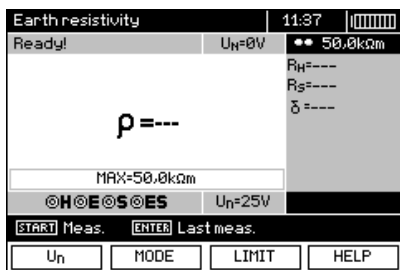 Earth resistivity 11:37
Ready! UN=0V ●● 50,0kΩm
RH=---
RS=---
δ=---
ρ=---
MAX=50,0kΩm
◎H◎E◎S◎ES Un=25V
START Meas. ENTER Last meas.
Un MODE LIMIT HELP